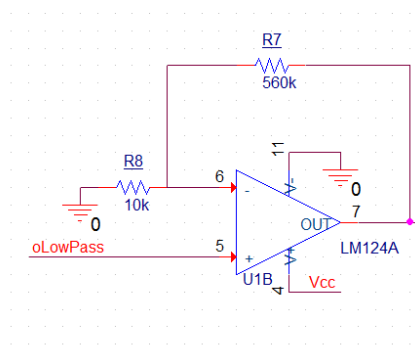 R7
560k
11
R8
6
V-
0
10k
-
7
0
OUT
oLowPass
5
+
V+
LM124A
U1B
4
Vcc